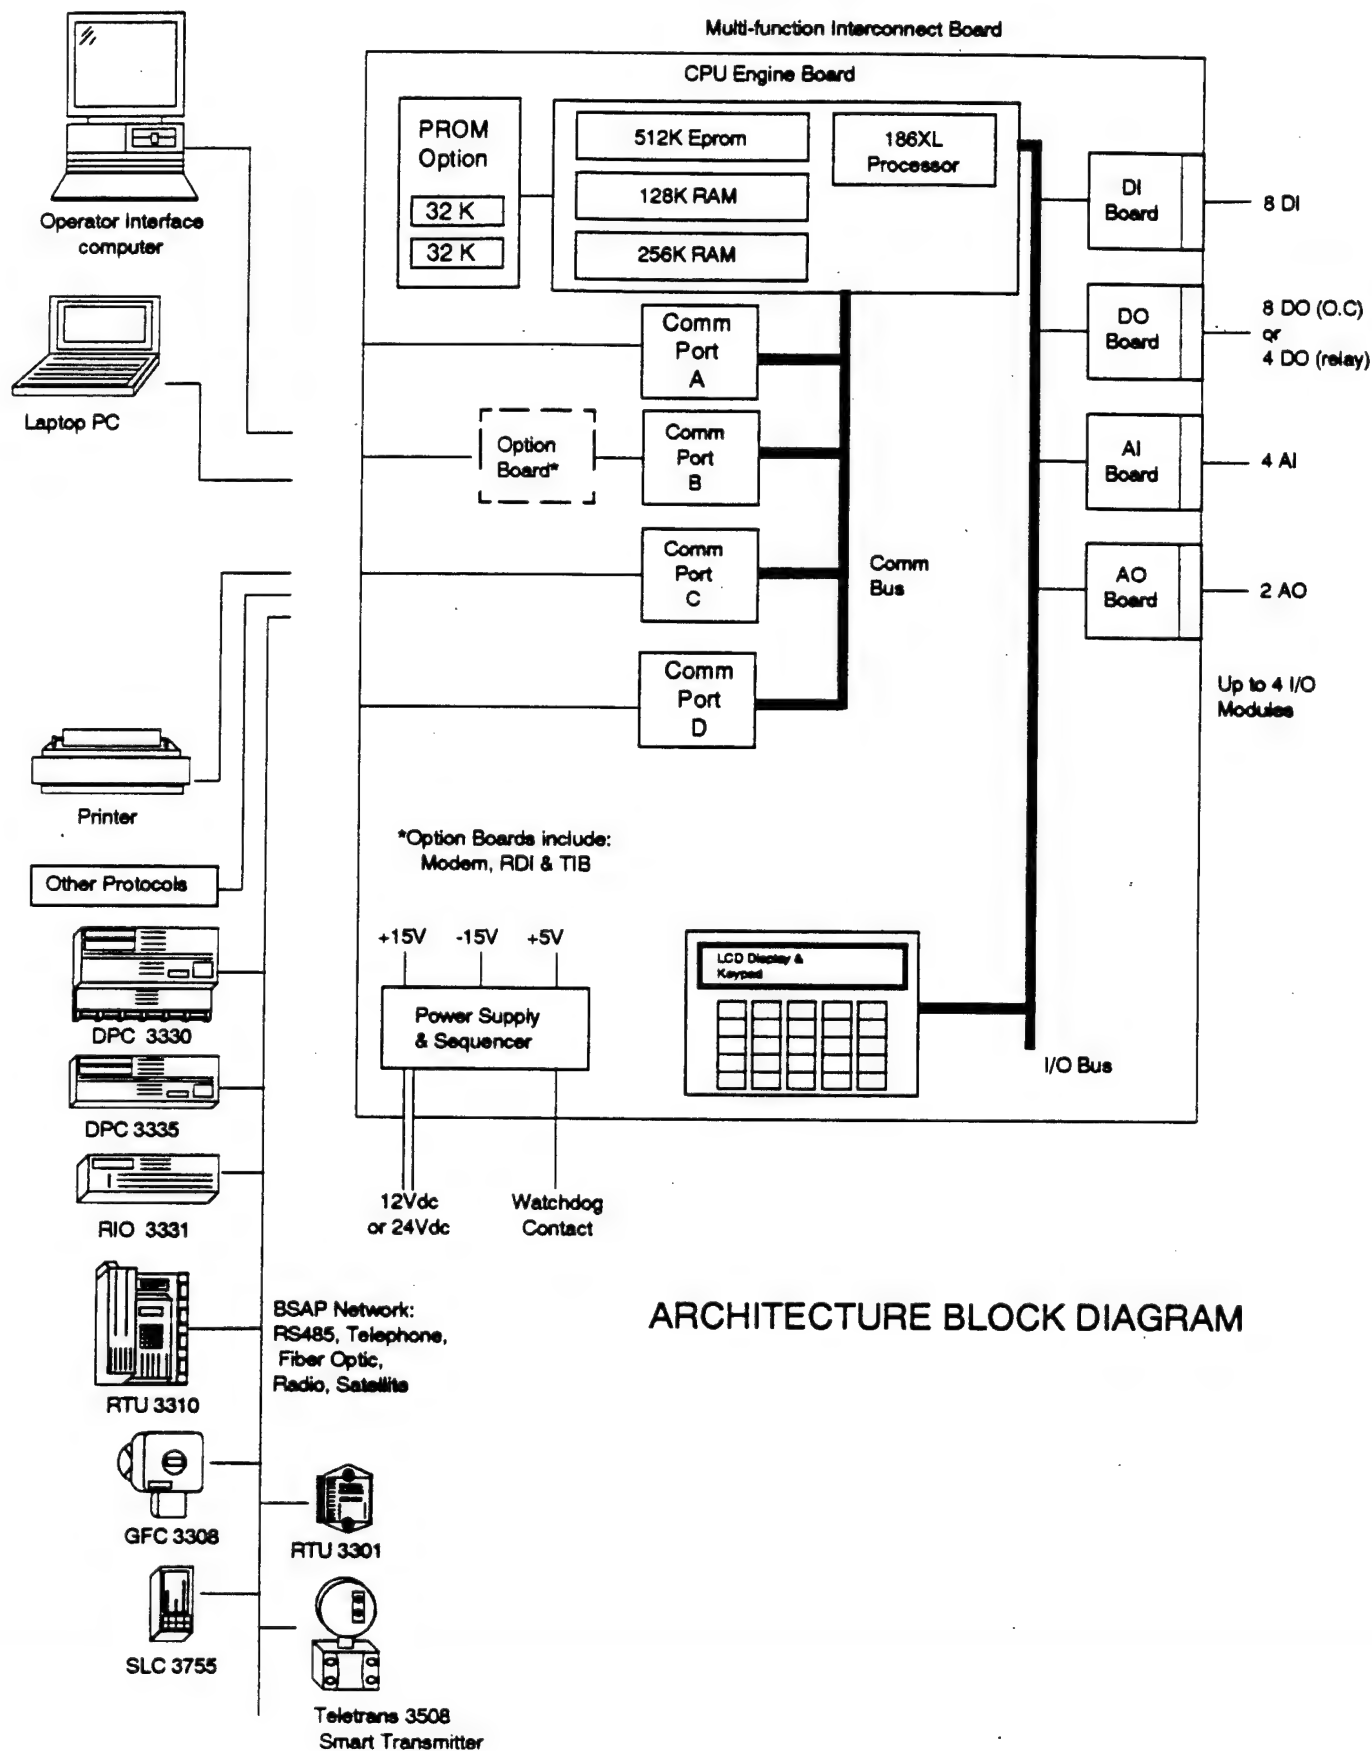 Multi-function Interconnect Board
CPU Engine Board
PROM
Option
32 K
32 K
512K Eprom
128K RAM
256K RAM
186XL
Processor
DI
Board
8 DI
DO
Board
8 DO (O.C)
or
4 DO (relay)
AI
Board
4 AI
AO
Board
2 AO
Up to 4 I/O
Modules
Operator Interface
computer
Laptop PC
Comm
Port
A
Option
Board*
Comm
Port
B
Comm
Port
C
Comm
Port
D
Comm
Bus
Printer
Other Protocols
*Option Boards include:
Modem, RDI & TIB
+15V -15V +5V
Power Supply
& Sequencer
12Vdc
or 24Vdc
Watchdog
Contact
LCD Display &
Keypad
I/O Bus
DPC 3330
DPC 3335
RIO 3331
RTU 3310
BSAP Network:
RS485, Telephone,
Fiber Optic,
Radio, Satellite
ARCHITECTURE BLOCK DIAGRAM
GFC 3308
RTU 3301
SLC 3755
Teletrans 3508
Smart Transmitter